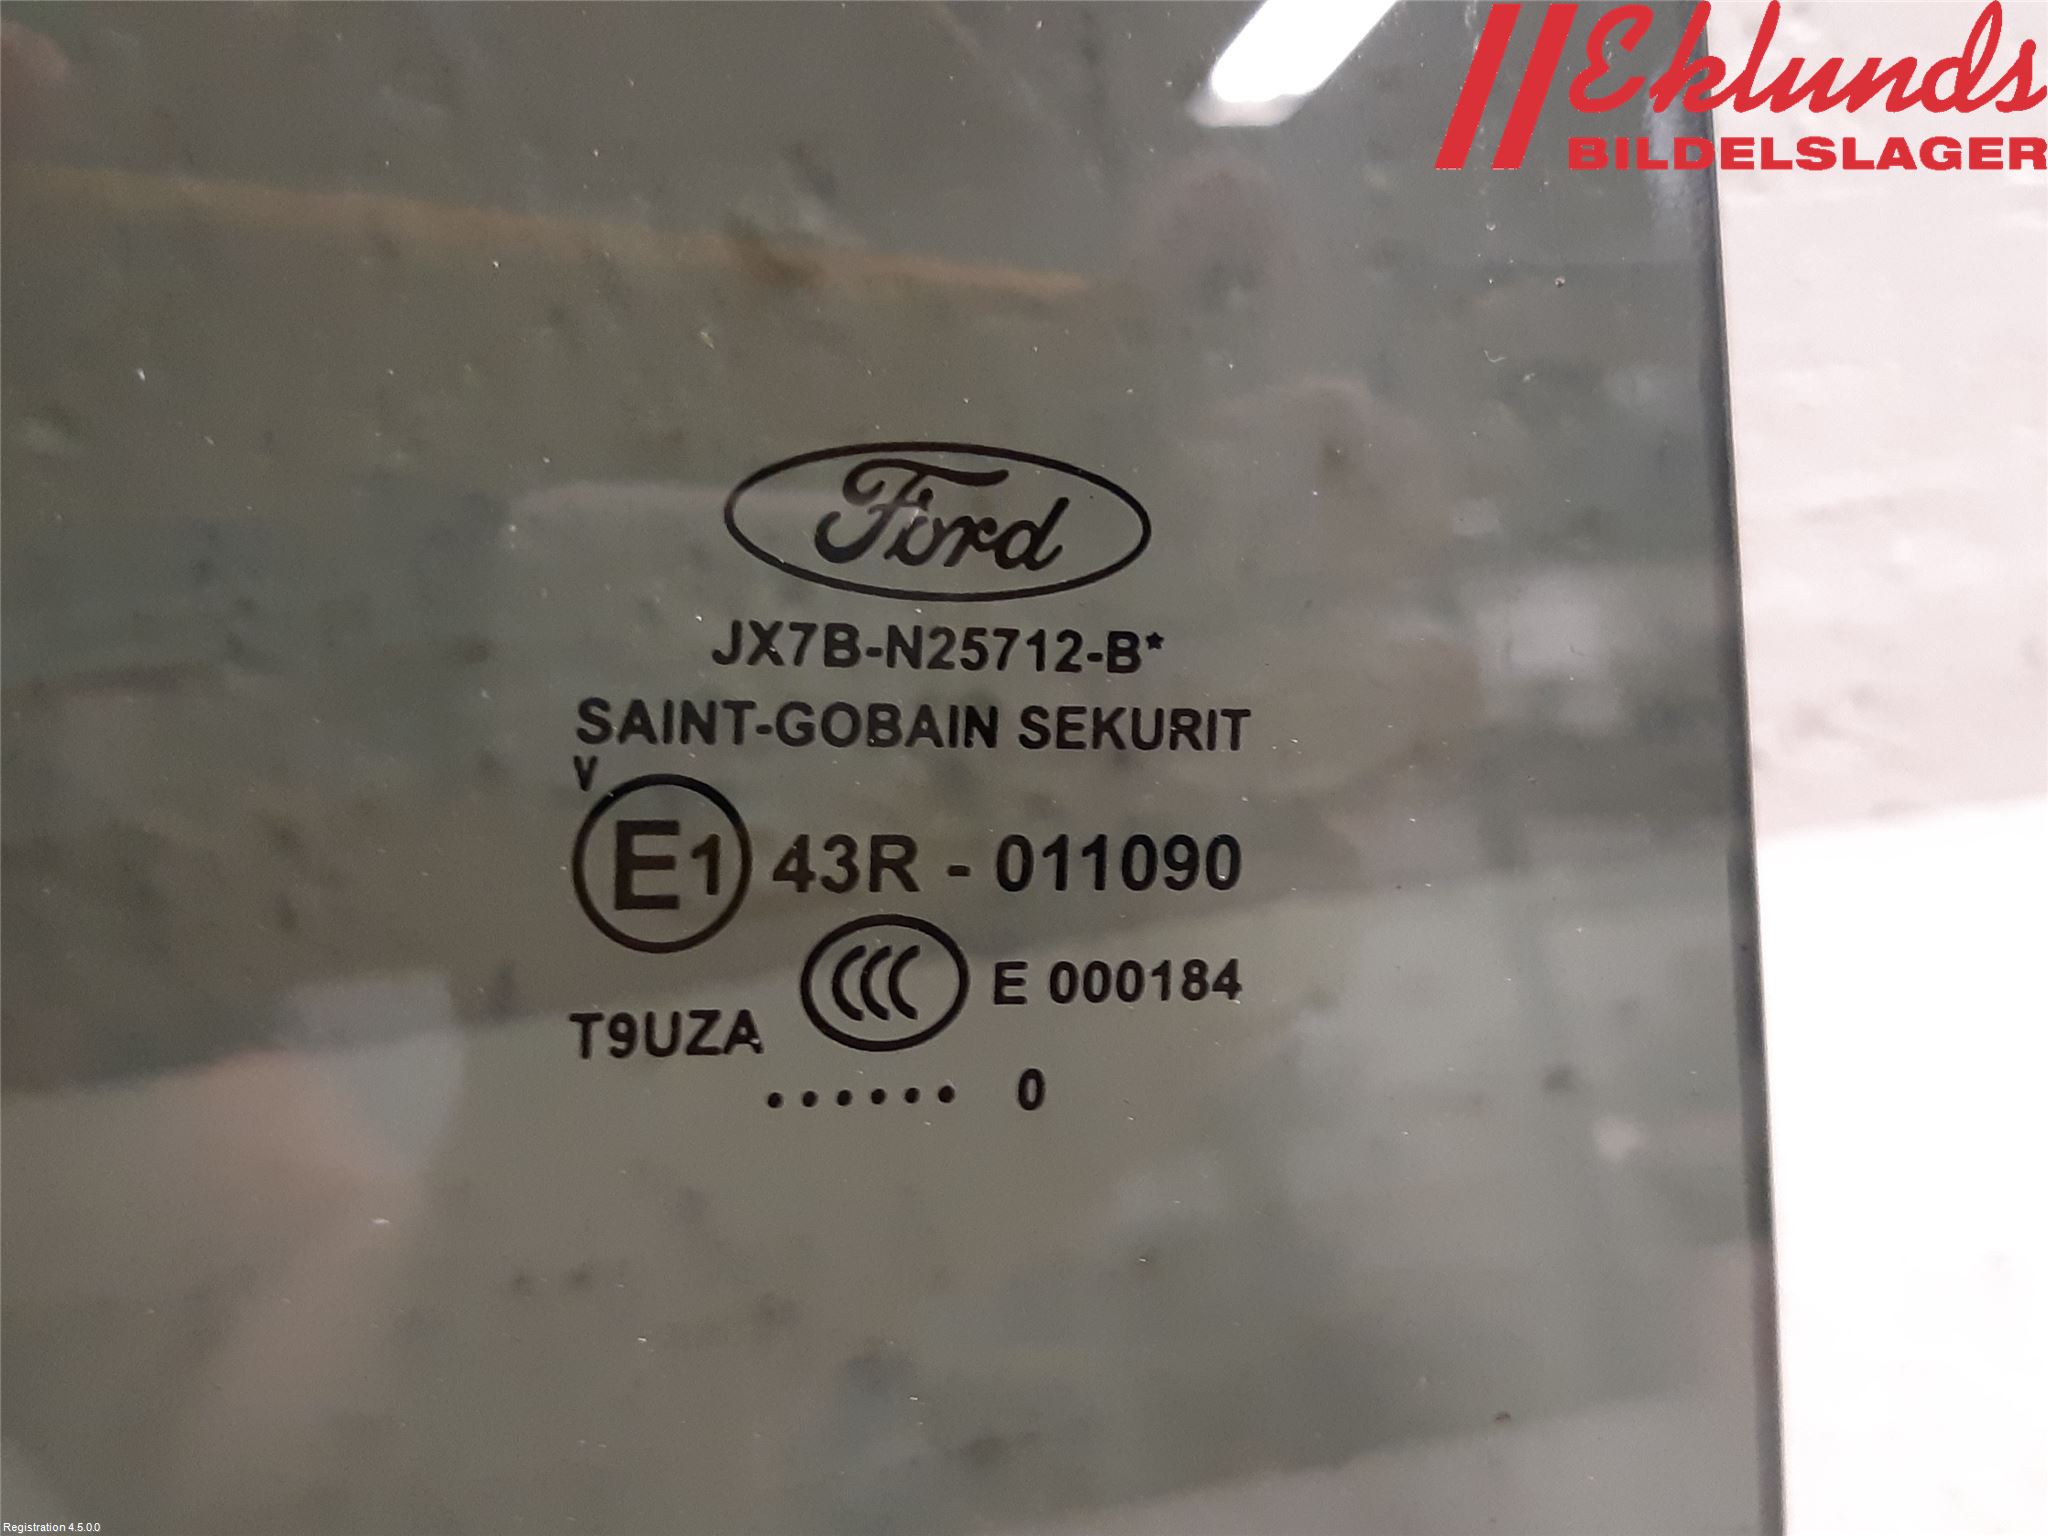 Eklunds
BILDELSLAGER
Ford
JX7B-N25712-B*
SAINT-GOBAIN SEKURIT
V
E1 43R - 011090
CCC E 000184
T9UZA
...... 0
Registration 4.5.0.0